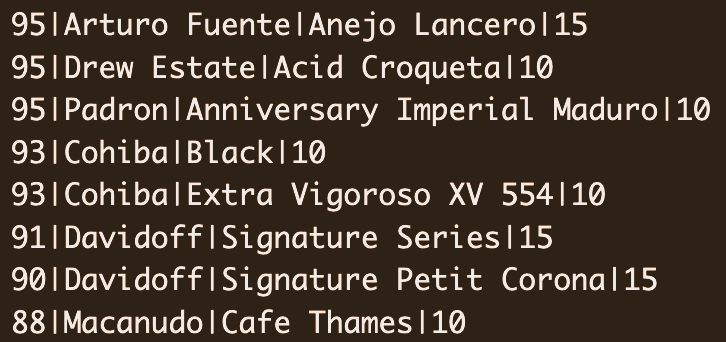 95|Arturo Fuente|Anejo Lancero|15
95|Drew Estate|Acid Croqueta|10
95|Padron|Anniversary Imperial Maduro|10
93|Cohiba|Black|10
93|Cohiba|Extra Vigoroso XV 554|10
91|Davidoff|Signature Series|15
90|Davidoff|Signature Petit Corona|15
88|Macanudo|Cafe Thames|10